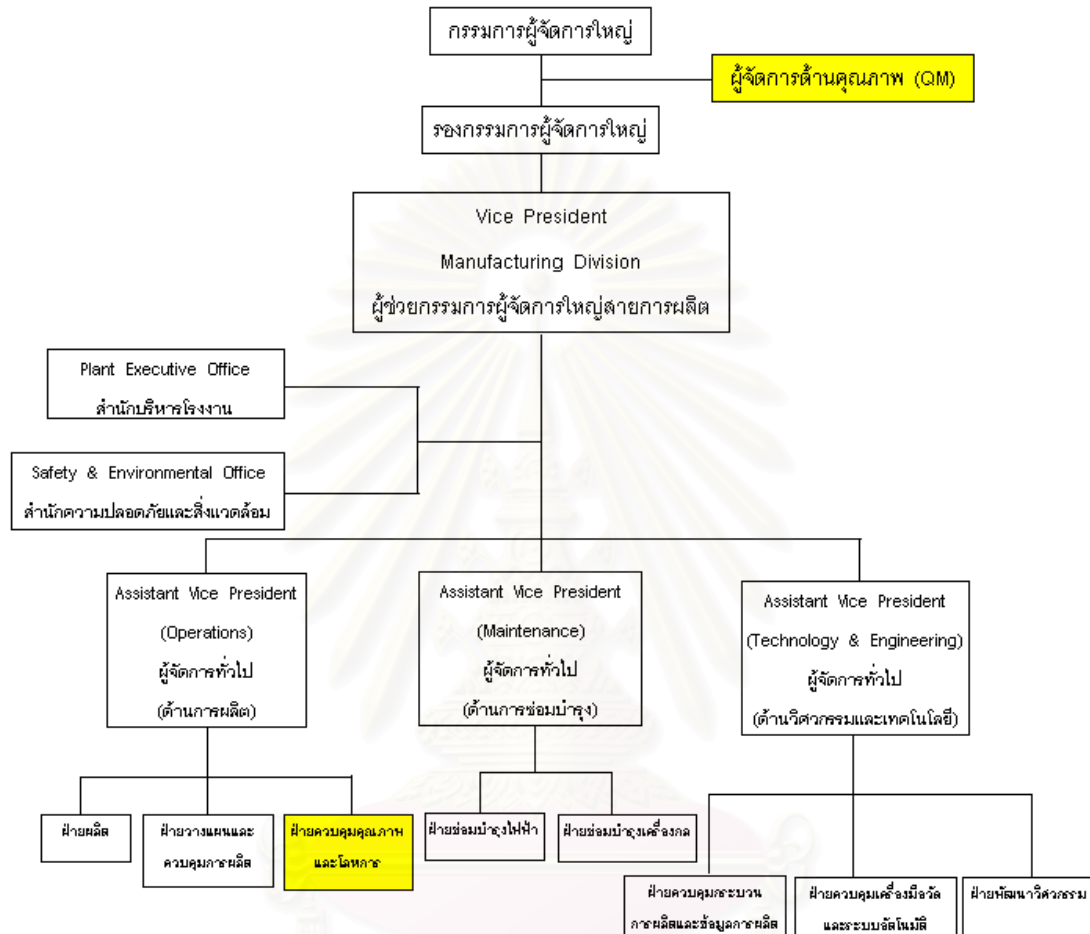 กรรมการผู้จัดการใหญ่
ผู้จัดการด้านคุณภาพ (QM)
รองกรรมการผู้จัดการใหญ่
Vice President
Manufacturing Division
ผู้ช่วยกรรมการผู้จัดการใหญ่สายการผลิต
Plant Executive Office
สำนักบริหารโรงงาน
Safety & Environmental Office
สำนักความปลอดภัยและสิ่งแวดล้อม
Assistant Vice President
(Operations)
ผู้จัดการทั่วไป
(ด้านการผลิต)
Assistant Vice President
(Maintenance)
ผู้จัดการทั่วไป
(ด้านการซ่อมบำรุง)
Assistant Vice President
(Technology & Engineering)
ผู้จัดการทั่วไป
(ด้านวิศวกรรมและเทคโนโลยี)
ฝ่ายผลิต
ฝ่ายวางแผนและ
ควบคุมการผลิต
ฝ่ายควบคุมคุณภาพ
และโลหการ
ฝ่ายซ่อมบำรุงไฟฟ้า
ฝ่ายซ่อมบำรุงเครื่องกล
ฝ่ายควบคุมกระบวน
การผลิตและข้อมูลการผลิต
ฝ่ายควบคุมเครื่องมือวัด
และระบบอัตโนมัติ
ฝ่ายพัฒนาวิศวกรรม